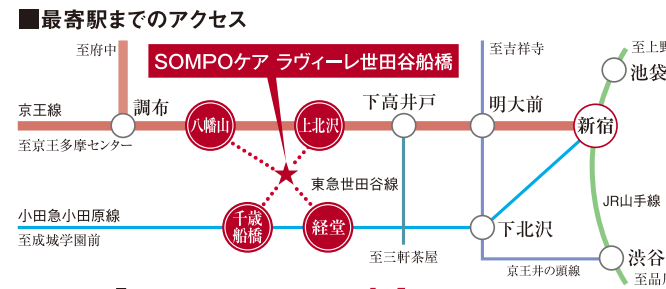 ■最寄駅までのアクセス
至府中
SOMPOケア ラヴィーレ世田谷船橋
至吉祥寺
至上野
池袋
京王線
調布
八幡山
上北沢
下高井戸
明大前
新宿
至京王多摩センター
東急世田谷線
JR山手線
小田急小田原線
千歳
船橋
経堂
下北沢
至成城学園前
至三軒茶屋
京王井の頭線
渋谷
至品川